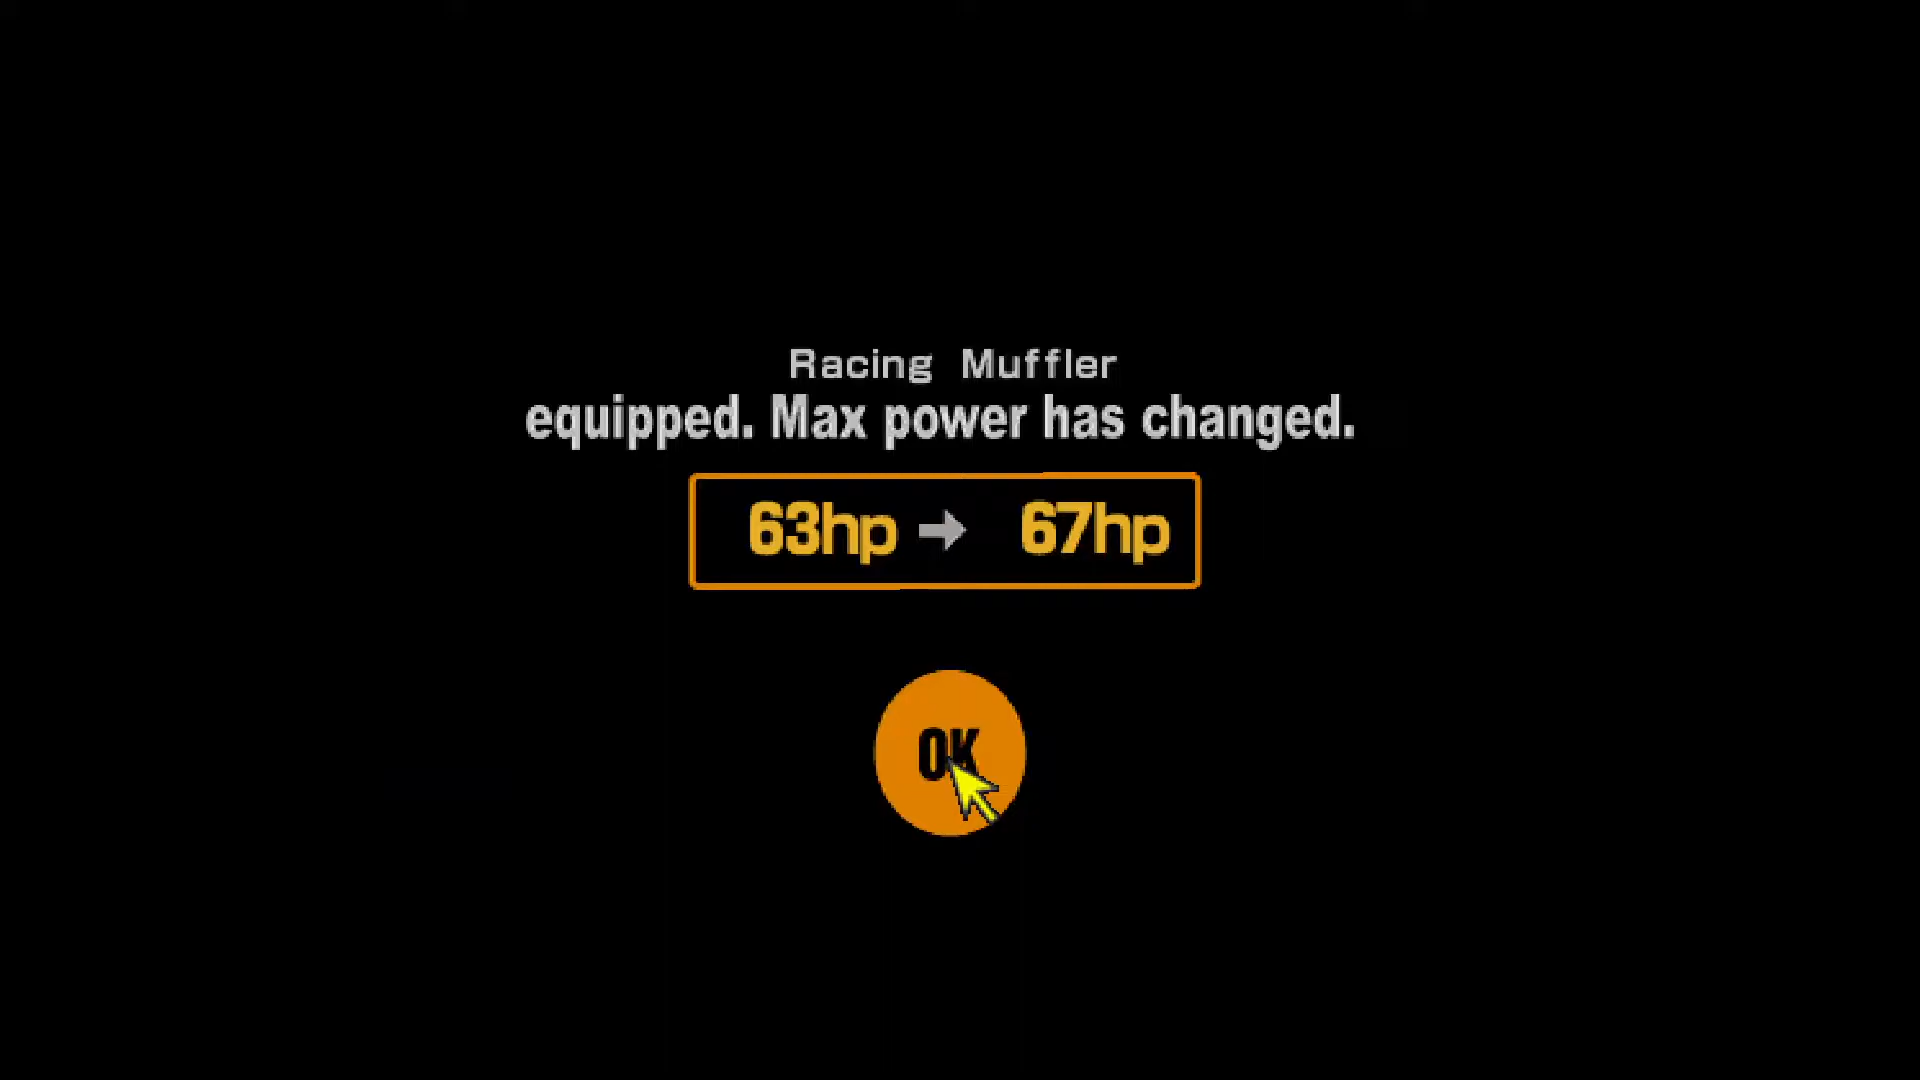 Racing Muffler
equipped. Max power has changed.
63hp → 67hp
OK